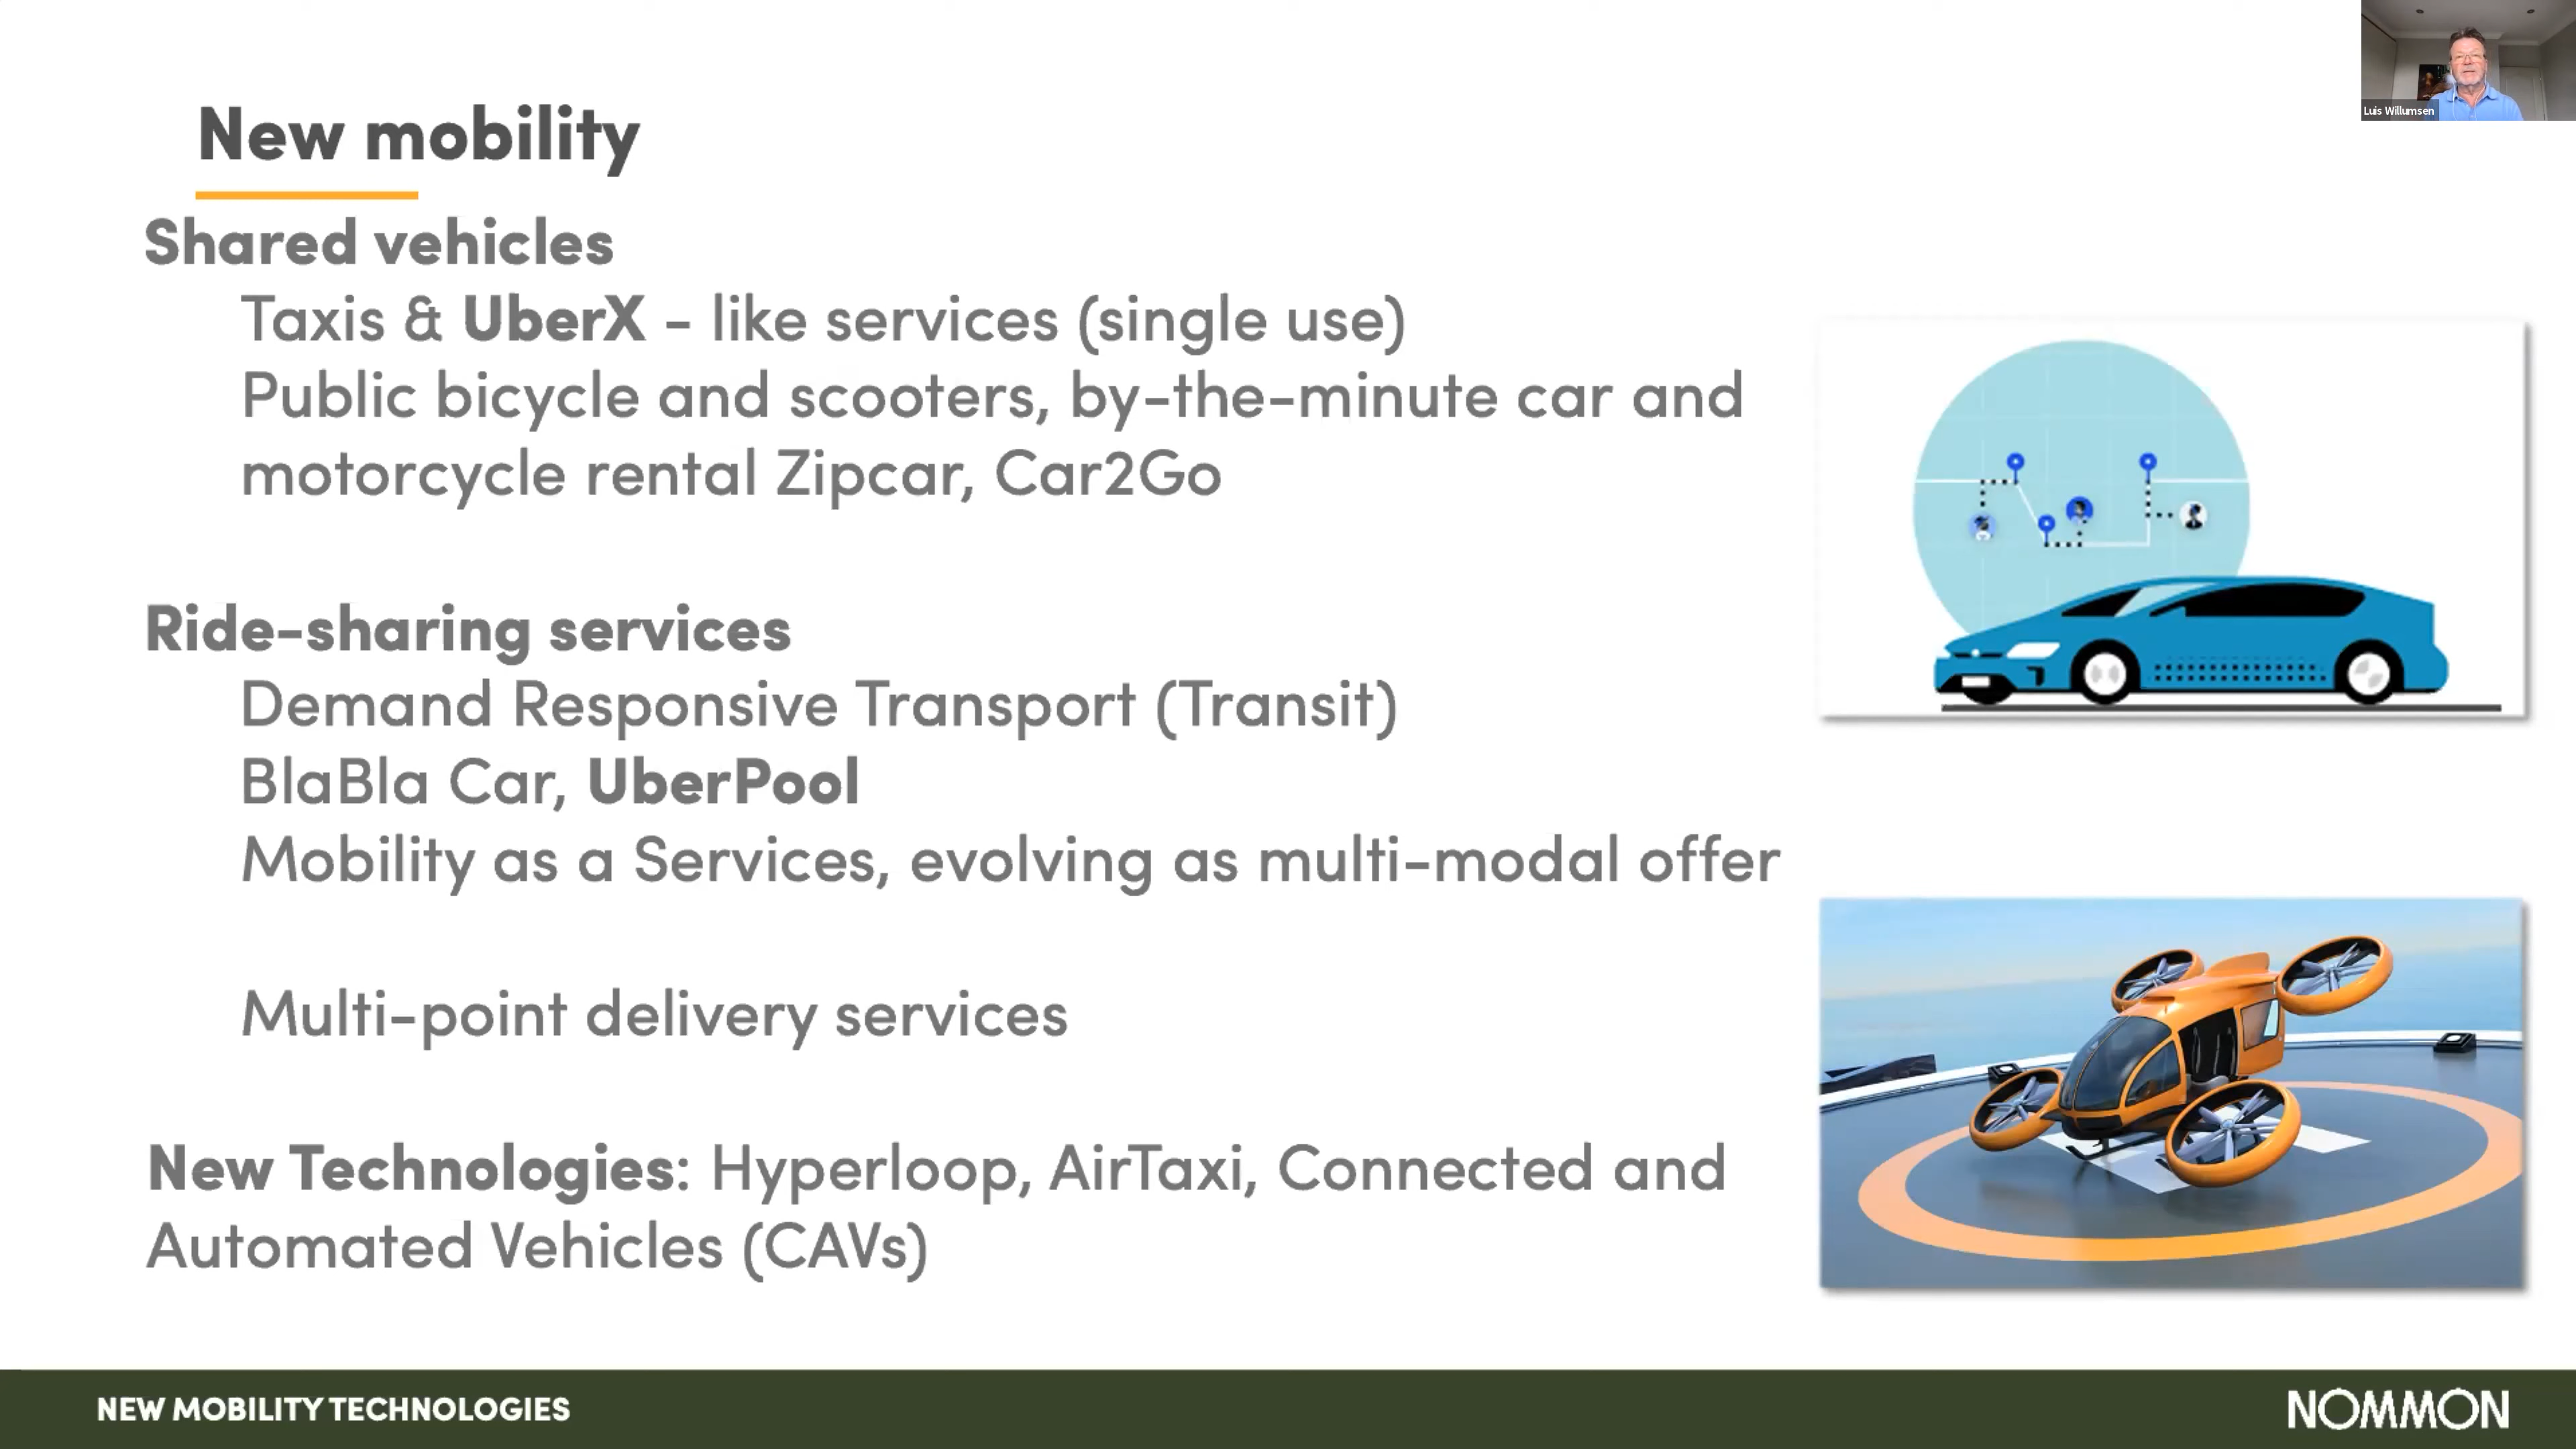 New mobility
Luis Willumsen
Shared vehicles
Taxis & UberX - like services (single use)
Public bicycle and scooters, by-the-minute car and
motorcycle rental Zipcar, Car2Go
Ride-sharing services
Demand Responsive Transport (Transit)
BlaBla Car, UberPool
Mobility as a Services, evolving as multi-modal offer
Multi-point delivery services
New Technologies: Hyperloop, AirTaxi, Connected and
Automated Vehicles (CAVs)
NEW MOBILITY TECHNOLOGIES
NOMMON